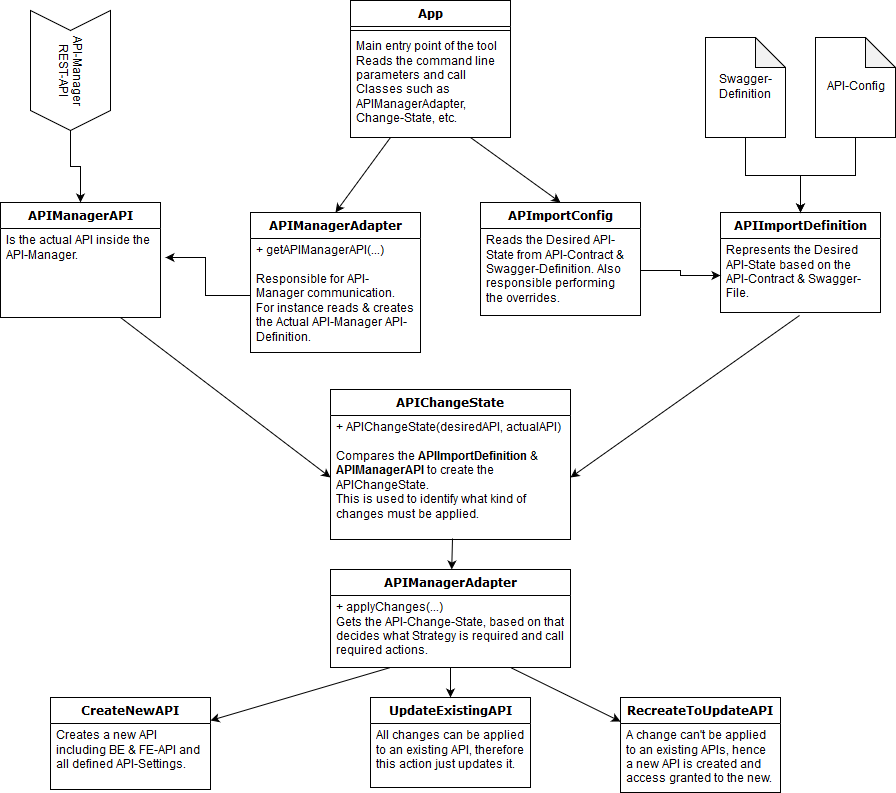 App
Main entry point of the tool
Reads the command line
parameters and call
Classes such as
APIManagerAdapter,
Change-State, etc.
API-Manager
REST-API
Swagger-
Definition
API-Config
APIManagerAPI
Is the actual API inside the
API-Manager.
APIManagerAdapter
+ getAPIManagerAPI(...)
Responsible for API-
Manager communication.
For instance reads & creates
the Actual API-Manager API-
Definition.
APImportConfig
Reads the Desired API-
State from API-Contract &
Swagger-Definition. Also
responsible performing
the overrides.
APIImportDefinition
Represents the Desired
API-State based on the
API-Contract & Swagger-
File.
APIChangeState
+ APIChangeState(desiredAPI, actualAPI)
Compares the APIImportDefinition &
APIManagerAPI to create the
APIChangeState.
This is used to identify what kind of
changes must be applied.
APIManagerAdapter
+ applyChanges(...)
Gets the API-Change-State, based on that
decides what Strategy is required and call
required actions.
CreateNewAPI
Creates a new API
including BE & FE-API and
all defined API-Settings.
UpdateExistingAPI
All changes can be applied
to an existing API, therefore
this action just updates it.
RecreateToUpdateAPI
A change can't be applied
to an existing APIs, hence
a new API is created and
access granted to the new.